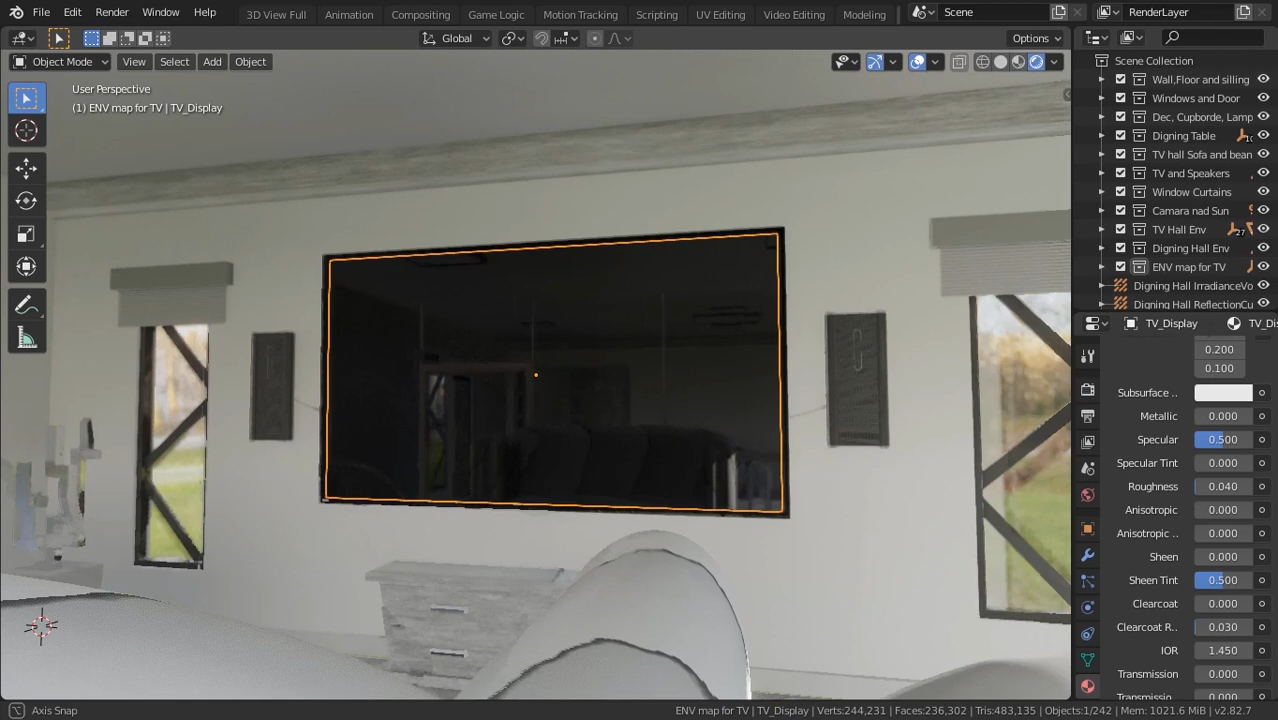 File Edit Render Window Help 3D View Full Animation Compositing Game Logic Motion Tracking Scripting UV Editing Video Editing Modeling Scene RenderLayer
Global Options
Object Mode View Select Add Object
User Perspective
(1) ENV map for TV | TV_Display
Scene Collection
Wall,Floor and silling
Windows and Door
Dec, Cupborde, Lamp
Digning Table
TV hall Sofa and bean
TV and Speakers
Window Curtains
Camara nad Sun
TV Hall Env 27
Digning Hall Env
ENV map for TV
Digning Hall IrradianceVo
Digning Hall ReflectionCu
TV_Display TV_Dis
0.200
0.100
Subsurface ..
Metallic 0.000
Specular 0.500
Specular Tint 0.000
Roughness 0.040
Anisotropic 0.000
Anisotropic .. 0.000
Sheen 0.000
Sheen Tint 0.500
Clearcoat 0.000
Clearcoat R.. 0.030
IOR 1.450
Transmission 0.000
Axis Snap
ENV map for TV | TV_Display | Verts:244,231 | Faces:236,302 | Tris:483,135 | Objects:1/242 | Mem: 1021.6 MiB | v2.82.7